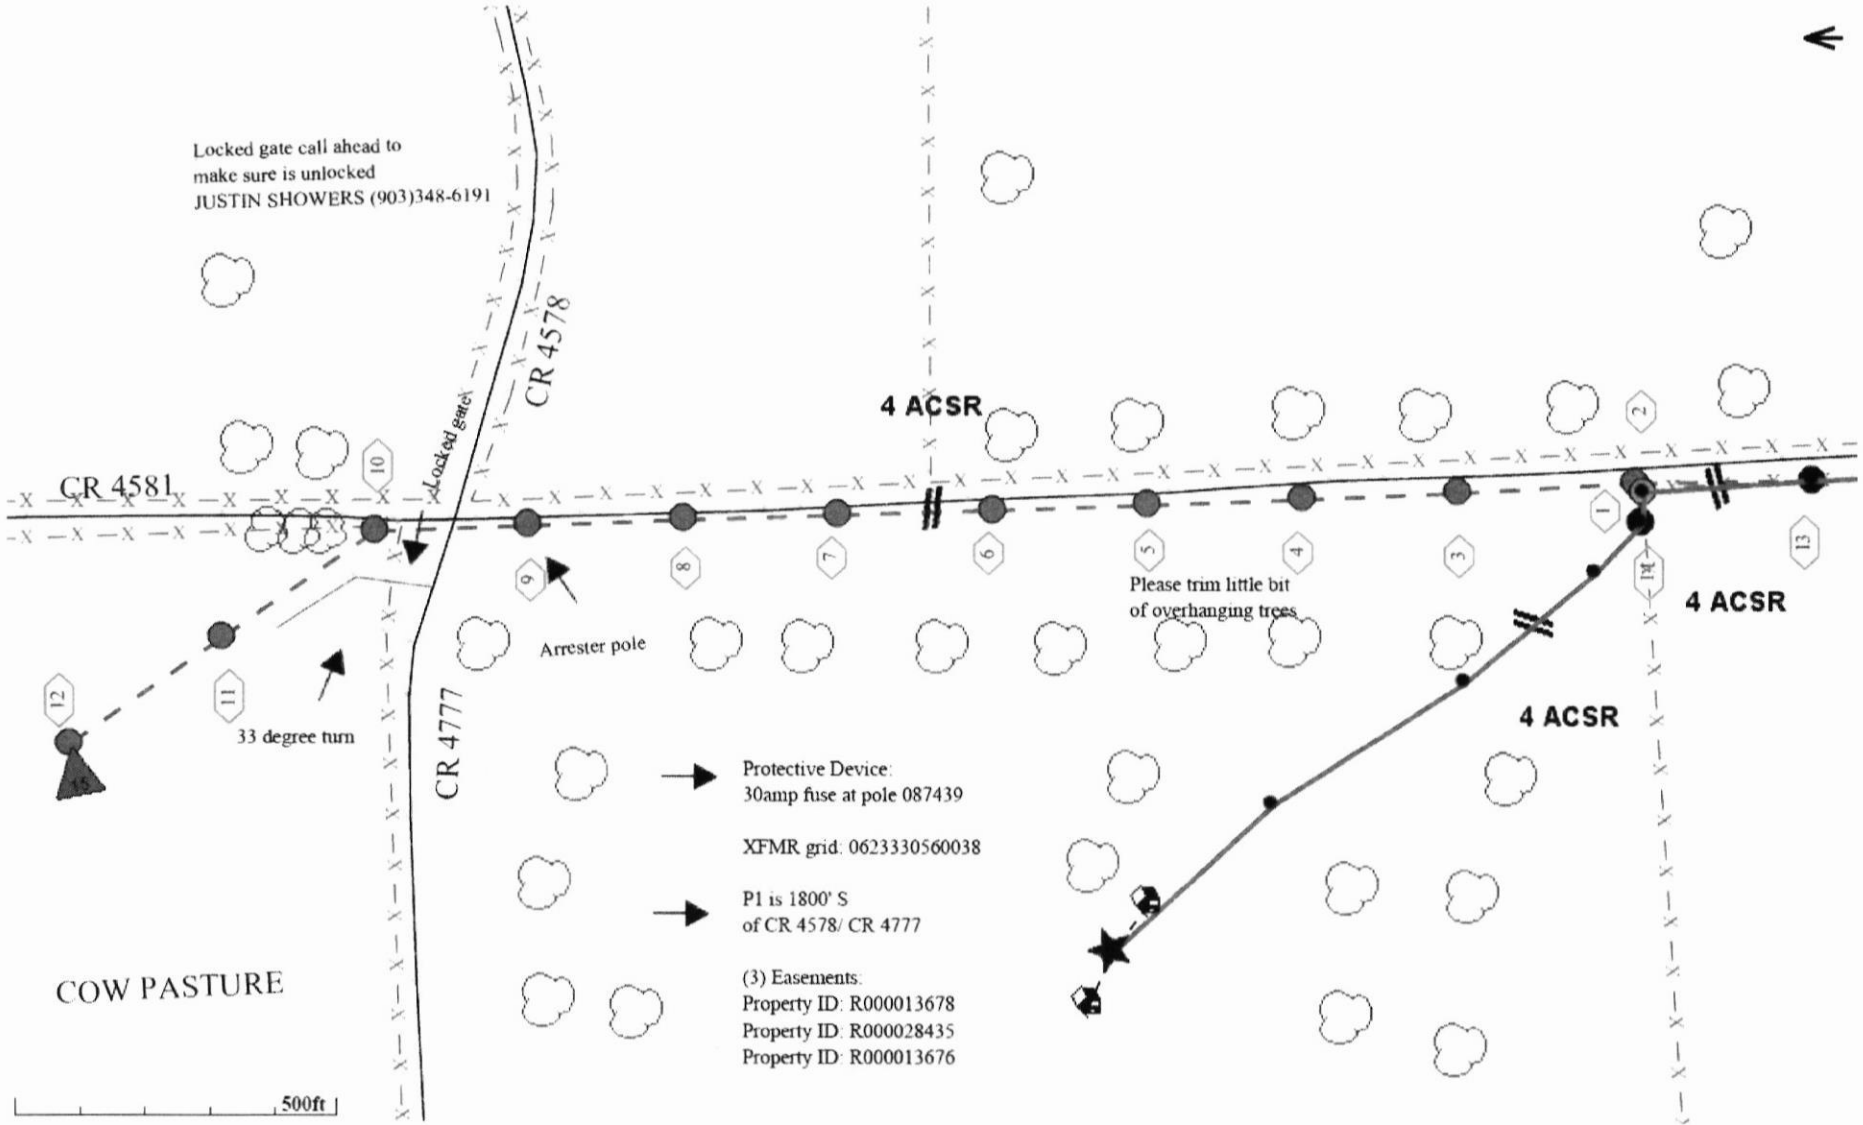 Locked gate call ahead to
make sure is unlocked
JUSTIN SHOWERS (903)348-6191
CR 4578
Locked gate
4 ACSR
CR 4581
10
2
1
9
8
7
6
5
4
3
13
Please trim little bit
of overhanging trees
4 ACSR
Arrester pole
11
12
33 degree turn
15
CR 4777
4 ACSR
Protective Device:
30amp fuse at pole 087439
XFMR grid: 0623330560038
P1 is 1800' S
of CR 4578/ CR 4777
(3) Easements:
Property ID: R000013678
Property ID: R000028435
Property ID: R000013676
COW PASTURE
500ft